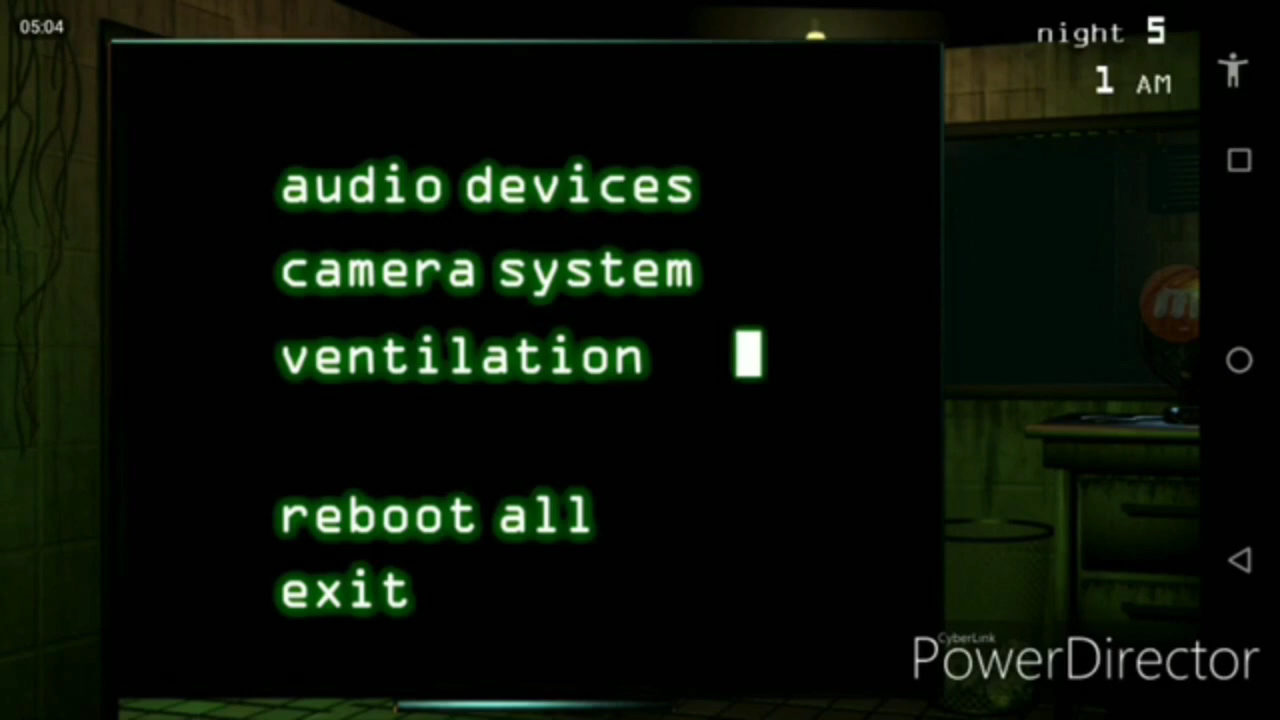 05:04
night 5
1 AM
audio devices
camera system
ventilation
reboot all
exit
CyberLink
PowerDirector